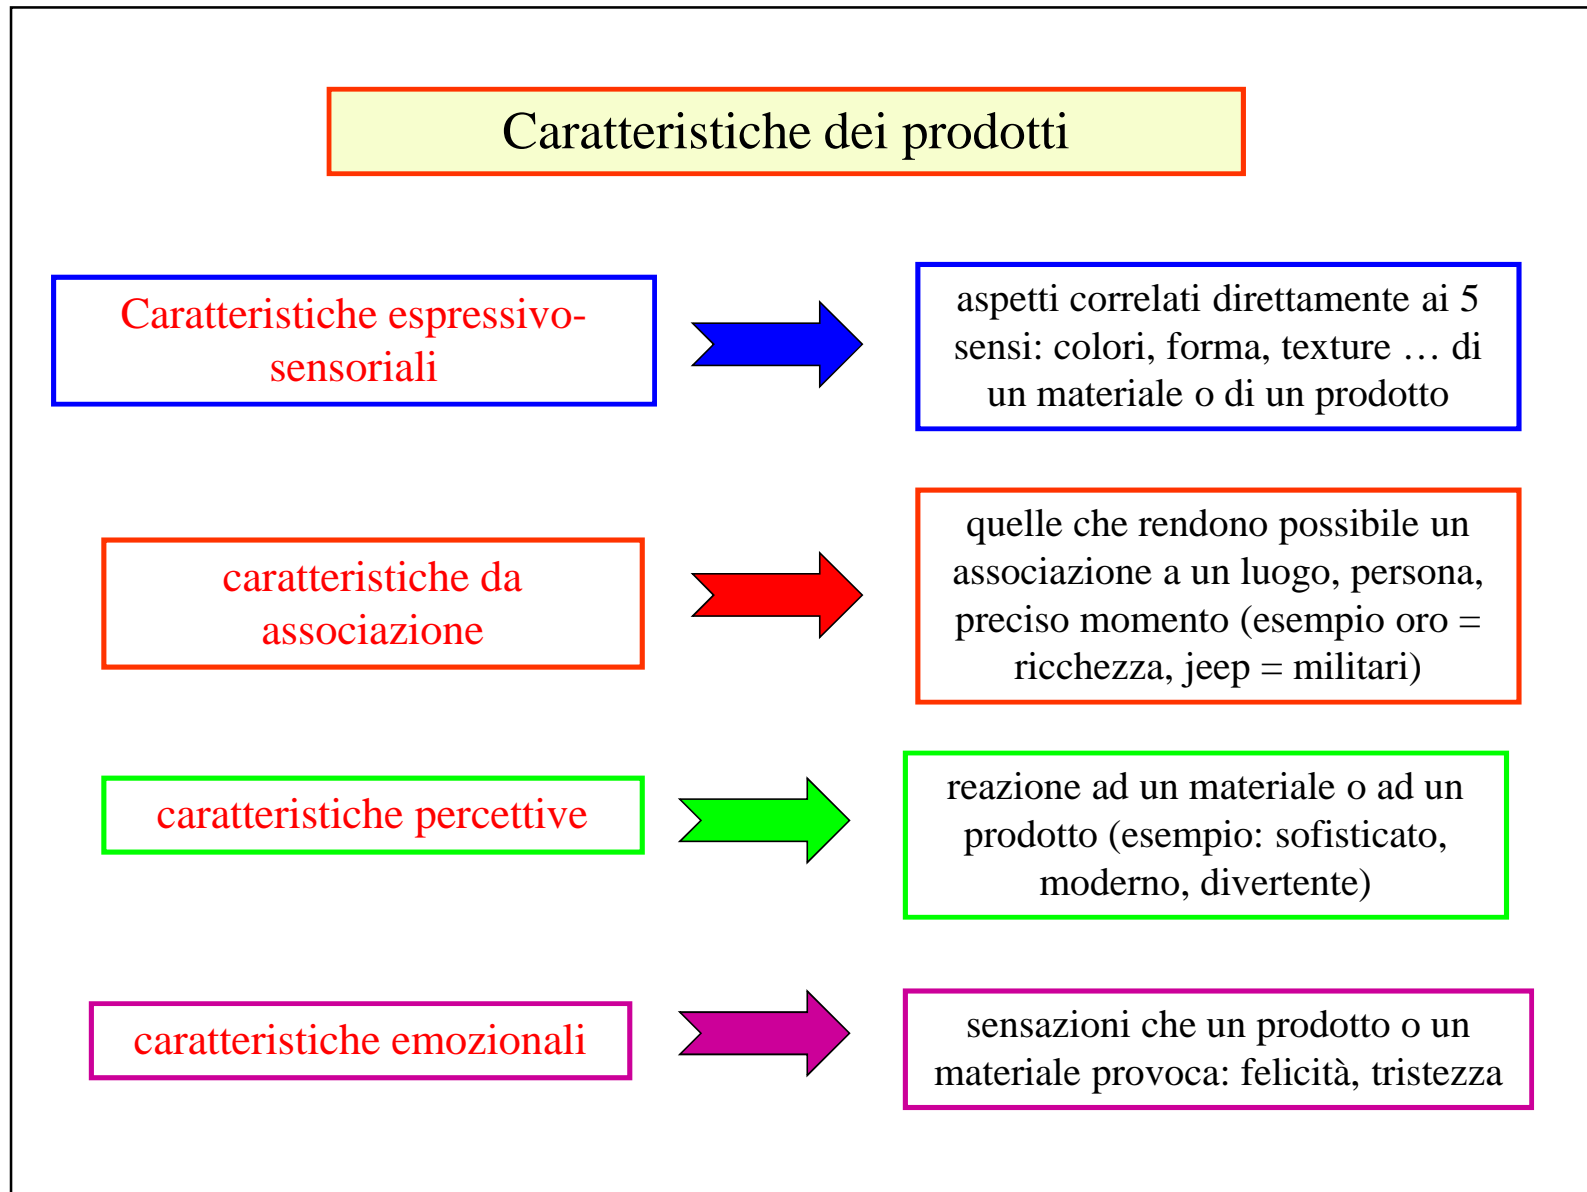 Caratteristiche dei prodotti
Caratteristiche espressivo-
sensoriali
aspetti correlati direttamente ai 5
sensi: colori, forma, texture … di
un materiale o di un prodotto
caratteristiche da
associazione
quelle che rendono possibile un
associazione a un luogo, persona,
preciso momento (esempio oro =
ricchezza, jeep = militari)
caratteristiche percettive
reazione ad un materiale o ad un
prodotto (esempio: sofisticato,
moderno, divertente)
caratteristiche emozionali
sensazioni che un prodotto o un
materiale provoca: felicità, tristezza